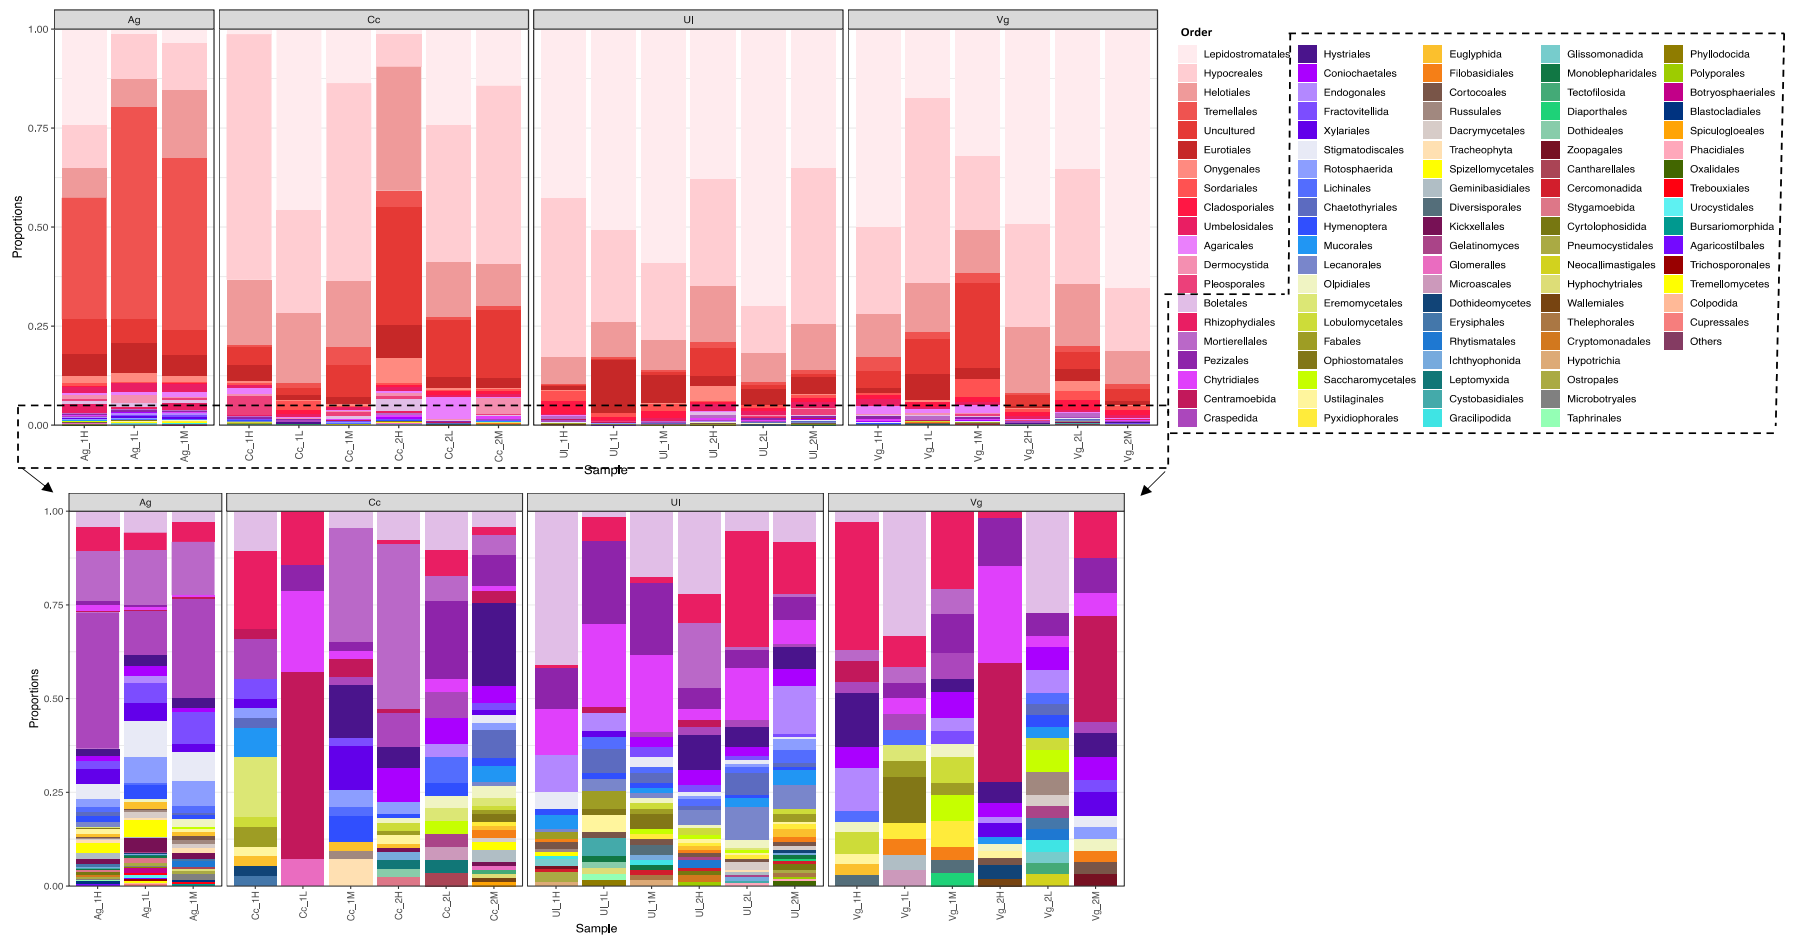 Ag
Cc
Ul
Vg
Proportions
1.00
0.75
0.50
0.25
0.00
Ag_1H
Ag_1L
Ag_1M
Cc_1H
Cc_1L
Cc_1M
Cc_2H
Cc_2L
Cc_2M
Ul_1H
Ul_1L
Ul_1M
Ul_2H
Ul_2L
Ul_2M
Vg_1H
Vg_1L
Vg_1M
Vg_2H
Vg_2L
Vg_2M
Sample
Order
Lepidostromatales
Hypocreales
Helotiales
Tremellales
Uncultured
Eurotiales
Onygenales
Sordariales
Cladosporiales
Umbelosidales
Agaricales
Dermocystida
Pleosporales
Boletales
Rhizophydiales
Mortierellales
Pezizales
Chytridiales
Centramoebida
Craspedida
Hystriales
Coniochaetales
Endogonales
Fractovitellida
Xylariales
Stigmatodiscales
Rotosphaerida
Lichinales
Chaetothyriales
Hymenoptera
Mucorales
Lecanorales
Olpidiales
Eremomycetales
Lobulomycetales
Fabales
Ophiostomatales
Saccharomycetales
Ustilaginales
Pyxidiophorales
Euglyphida
Filobasidiales
Cortocoales
Russulales
Dacrymycetales
Tracheophyta
Spizellomycetales
Geminibasidiales
Diversisporales
Kickxellales
Gelatinomyces
Glomerales
Microascales
Dothideomycetes
Erysiphales
Rhytismatales
Ichthyophonida
Leptomyxida
Cystobasidiales
Gracilipodida
Glissomonadida
Monoblepharidales
Tectofilosida
Diaporthales
Dothideales
Zoopagales
Cantharellales
Cercomonadida
Stygamoebida
Cyrtolophosidida
Pneumocystidales
Neocallimastigales
Hyphochytriales
Wallemiales
Thelephorales
Cryptomonadales
Hypotrichia
Ostropales
Microbotryales
Taphrinales
Phyllodocida
Polyporales
Botryosphaeriales
Blastocladiales
Spiculogloeales
Phacidiales
Oxalidales
Trebouxiales
Urocystidales
Bursariomorphida
Agaricostilbales
Trichosporonales
Tremellomycetes
Colpodida
Cupressales
Others
Ag
Cc
Ul
Vg
Proportions
1.00
0.75
0.50
0.25
0.00
Ag_1H
Ag_1L
Ag_1M
Cc_1H
Cc_1L
Cc_1M
Cc_2H
Cc_2L
Cc_2M
Ul_1H
Ul_1L
Ul_1M
Ul_2H
Ul_2L
Ul_2M
Vg_1H
Vg_1L
Vg_1M
Vg_2H
Vg_2L
Vg_2M
Sample